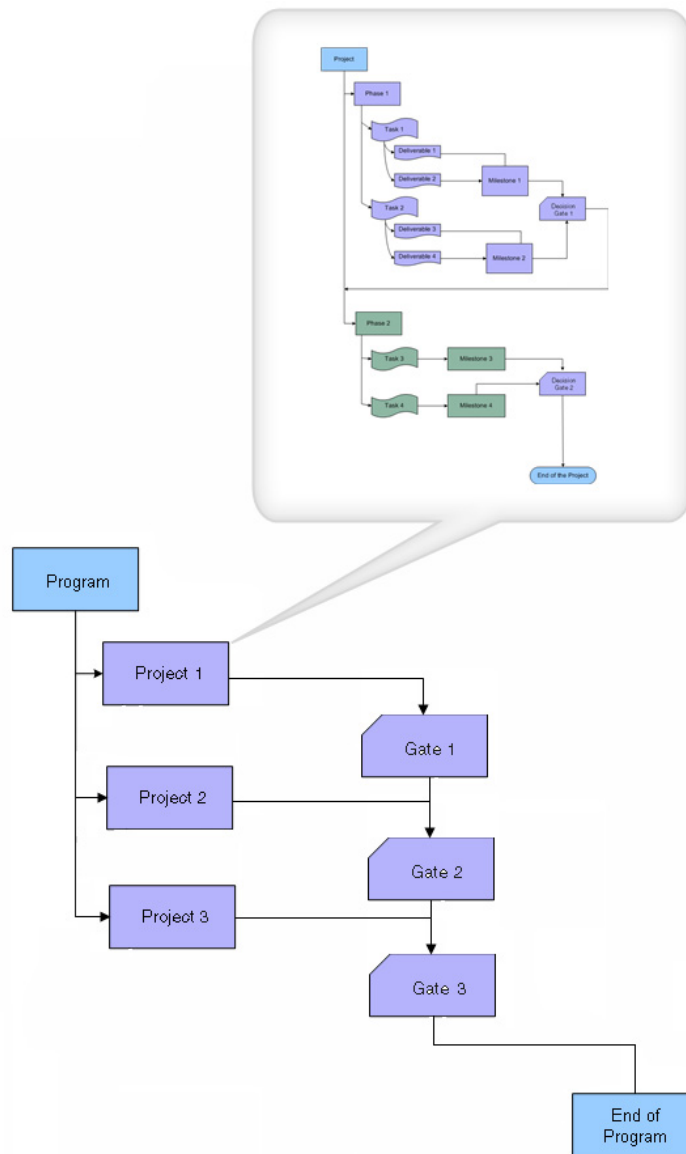 Project
Phase 1
Task 1
Deliverable 1
Deliverable 2
Milestone 1
Task 2
Decision
Gate 1
Deliverable 3
Deliverable 4
Milestone 2
Phase 2
Task 3
Milestone 3
Decision
Gate 2
Task 4
Milestone 4
End of the Project
Program
Project 1
Gate 1
Project 2
Gate 2
Project 3
Gate 3
End of
Program